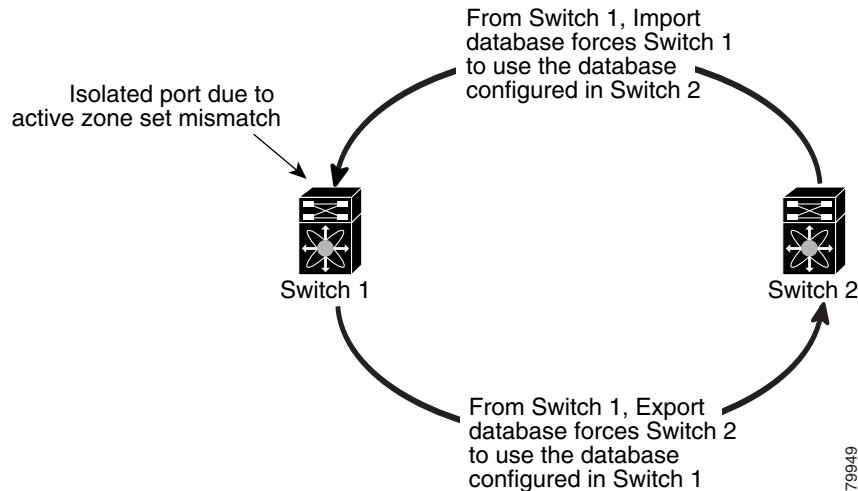 From Switch 1, Import
database forces Switch 1
to use the database
configured in Switch 2
Isolated port due to
active zone set mismatch
Switch 1
Switch 2
From Switch 1, Export
database forces Switch 2
to use the database
configured in Switch 1
79949